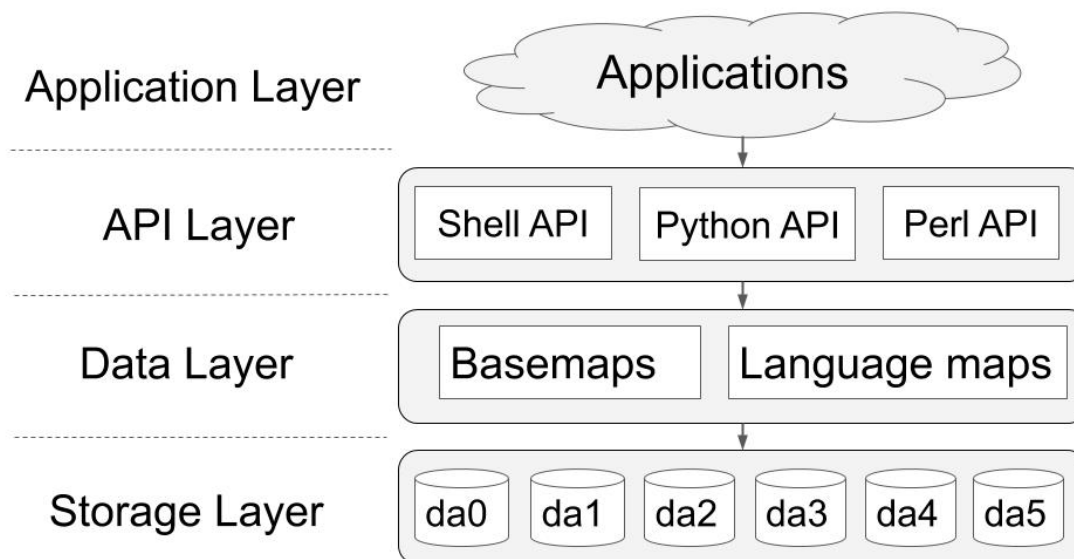 Application Layer
Applications
API Layer
Shell API
Python API
Perl API
Data Layer
Basemaps
Language maps
Storage Layer
da0
da1
da2
da3
da4
da5